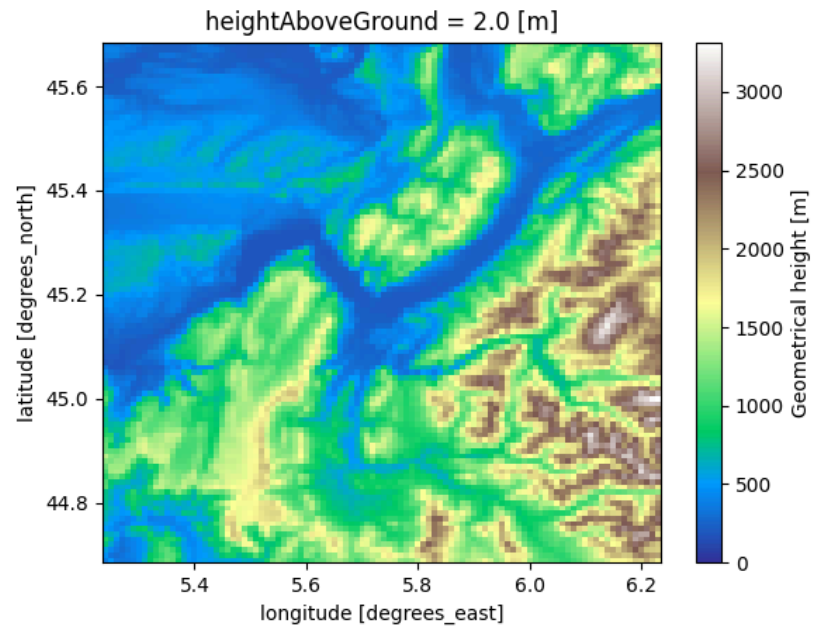 heightAboveGround = 2.0 [m]
45.6
45.4
45.2
45.0
44.8
latitude [degrees_north]
5.4 5.6 5.8 6.0 6.2
longitude [degrees_east]
3000
2500
2000
1500
1000
500
0
Geometrical height [m]